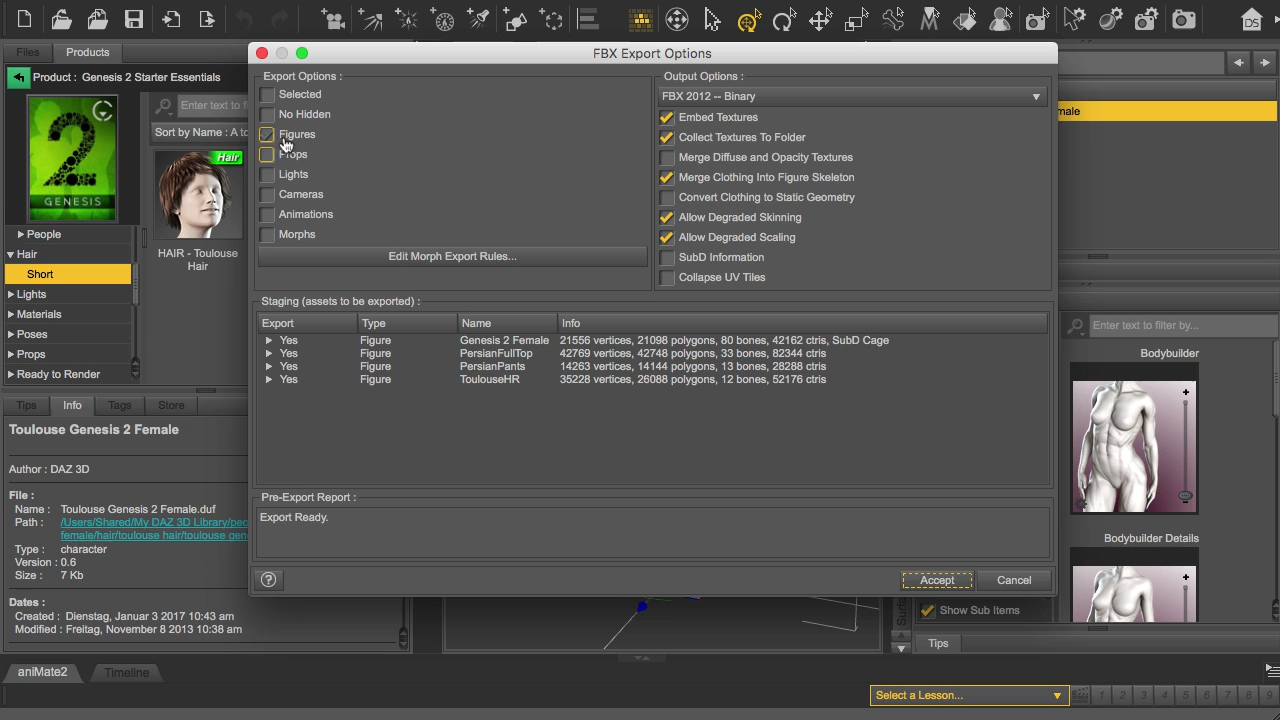 DS
Files
Products
FBX Export Options
Product : Genesis 2 Starter Essentials
Enter text to f
Sort by Name : A to
2
GENESIS
Hair
HAIR - Toulouse
Hair
People
Hair
Short
Lights
Materials
Poses
Props
Ready to Render
Export Options :
Selected
No Hidden
Figures
Props
Lights
Cameras
Animations
Morphs
Edit Morph Export Rules...
Output Options :
FBX 2012 -- Binary
Embed Textures
Collect Textures To Folder
Merge Diffuse and Opacity Textures
Merge Clothing Into Figure Skeleton
Convert Clothing to Static Geometry
Allow Degraded Skinning
Allow Degraded Scaling
SubD Information
Collapse UV Tiles
Staging (assets to be exported) :
Export Type Name Info
Yes Figure Genesis 2 Female 21556 vertices, 21098 polygons, 80 bones, 42162 ctris, SubD Cage
Yes Figure PersianFullTop 42769 vertices, 42748 polygons, 33 bones, 82344 ctris
Yes Figure PersianPants 14263 vertices, 14144 polygons, 13 bones, 28288 ctris
Yes Figure ToulouseHR 35228 vertices, 26088 polygons, 12 bones, 52176 ctris
Pre-Export Report :
Export Ready.
?
Accept
Cancel
Tips
Info
Tags
Store
Toulouse Genesis 2 Female
Author : DAZ 3D
File :
Name : Toulouse Genesis 2 Female.duf
Path : /Users/Shared/My DAZ 3D Library/peo
female/hair/toulouse hair/toulouse gen
Type : character
Version : 0.6
Size : 7 Kb
Dates :
Created : Dienstag, Januar 3 2017 10:43 am
Modified : Freitag, November 8 2013 10:38 am
male
Enter text to filter by...
Bodybuilder
Bodybuilder Details
Show Sub Items
Tips
aniMate2
Timeline
Select a Lesson...
1 2 3 4 5 6 7 8 9